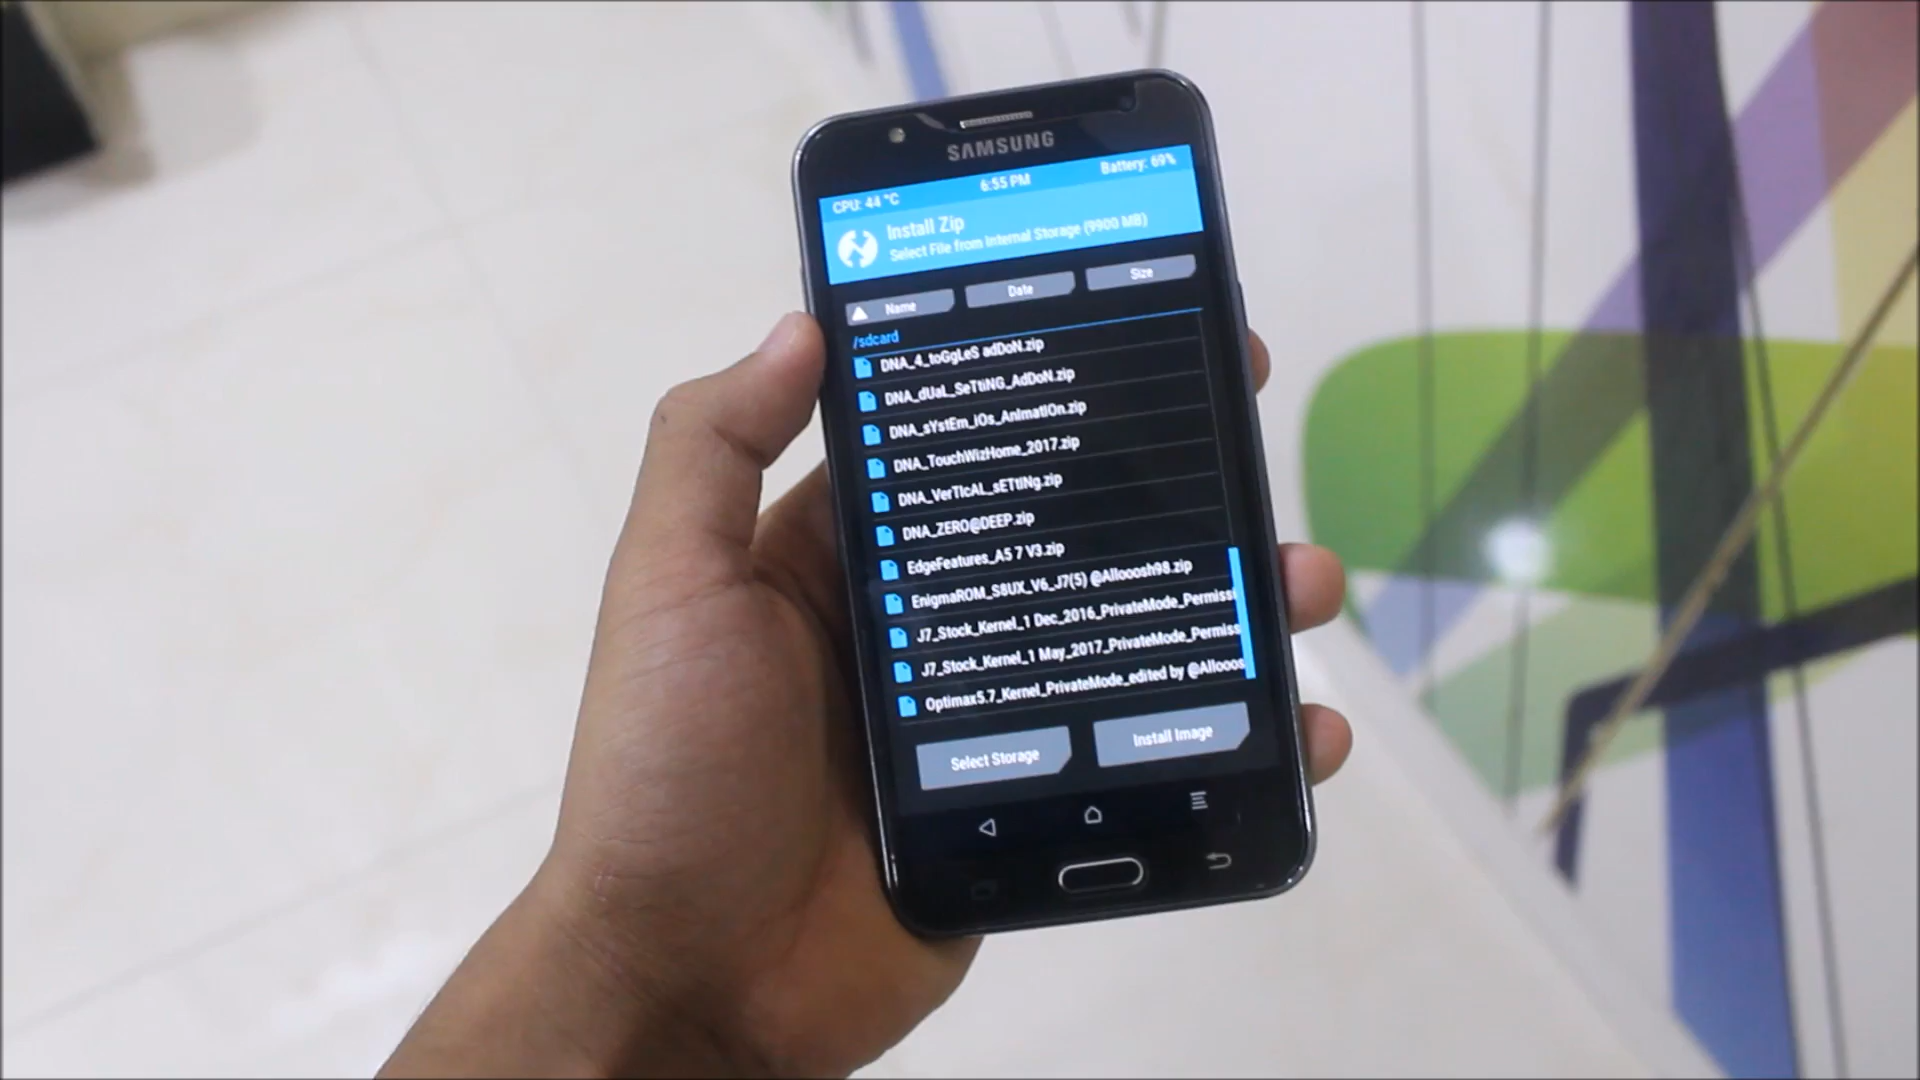 SAMSUNG
CPU: 44 °C 6:55 PM Battery: 69%
Install Zip
Select File from Internal Storage (9900 MB)
Name Date Size
/sdcard
DNA_4_toGgLeS adDoN.zip
DNA_dUaL_SeTtiNG_AdDoN.zip
DNA_sYstEm_iOs_AnImatIOn.zip
DNA_TouchWizHome_2017.zip
DNA_VerTIcAL_sETtINg.zip
DNA_ZERO@DEEP.zip
EdgeFeatures_A5 7 V3.zip
EnigmaROM_S8UX_V6_J7(5) @Allooosh98.zip
J7_Stock_Kernel_1 Dec_2016_PrivateMode_Permissi
J7_Stock_Kernel_1 May_2017_PrivateMode_Permiss
Optimax5.7_Kernel_PrivateMode_edited by @Allooos
Select Storage Install Image